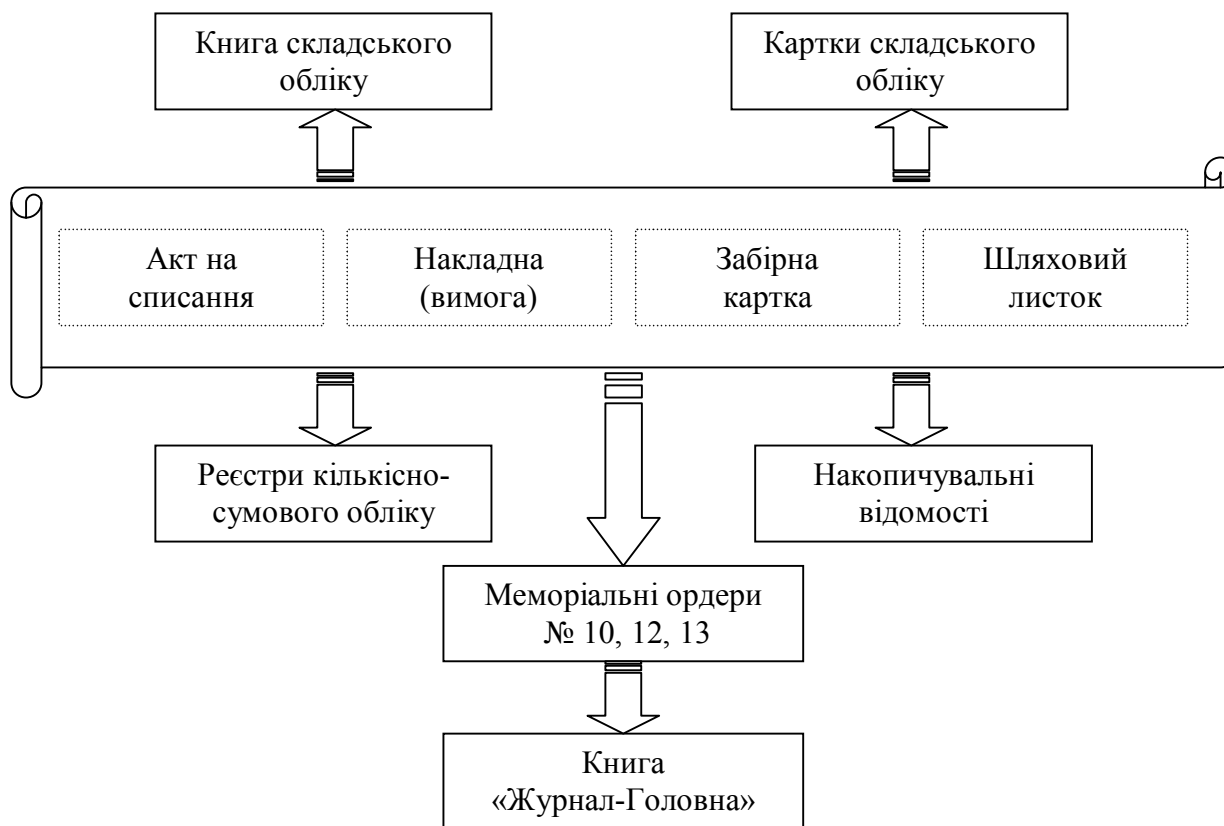 Книга складського
обліку
Картки складського
обліку
Акт на
списання
Накладна
(вимога)
Забірна
картка
Шляховий
листок
Реєстри кількісно-
сумового обліку
Накопичувальні
відомості
Меморіальні ордери
№ 10, 12, 13
Книга
«Журнал-Головна»